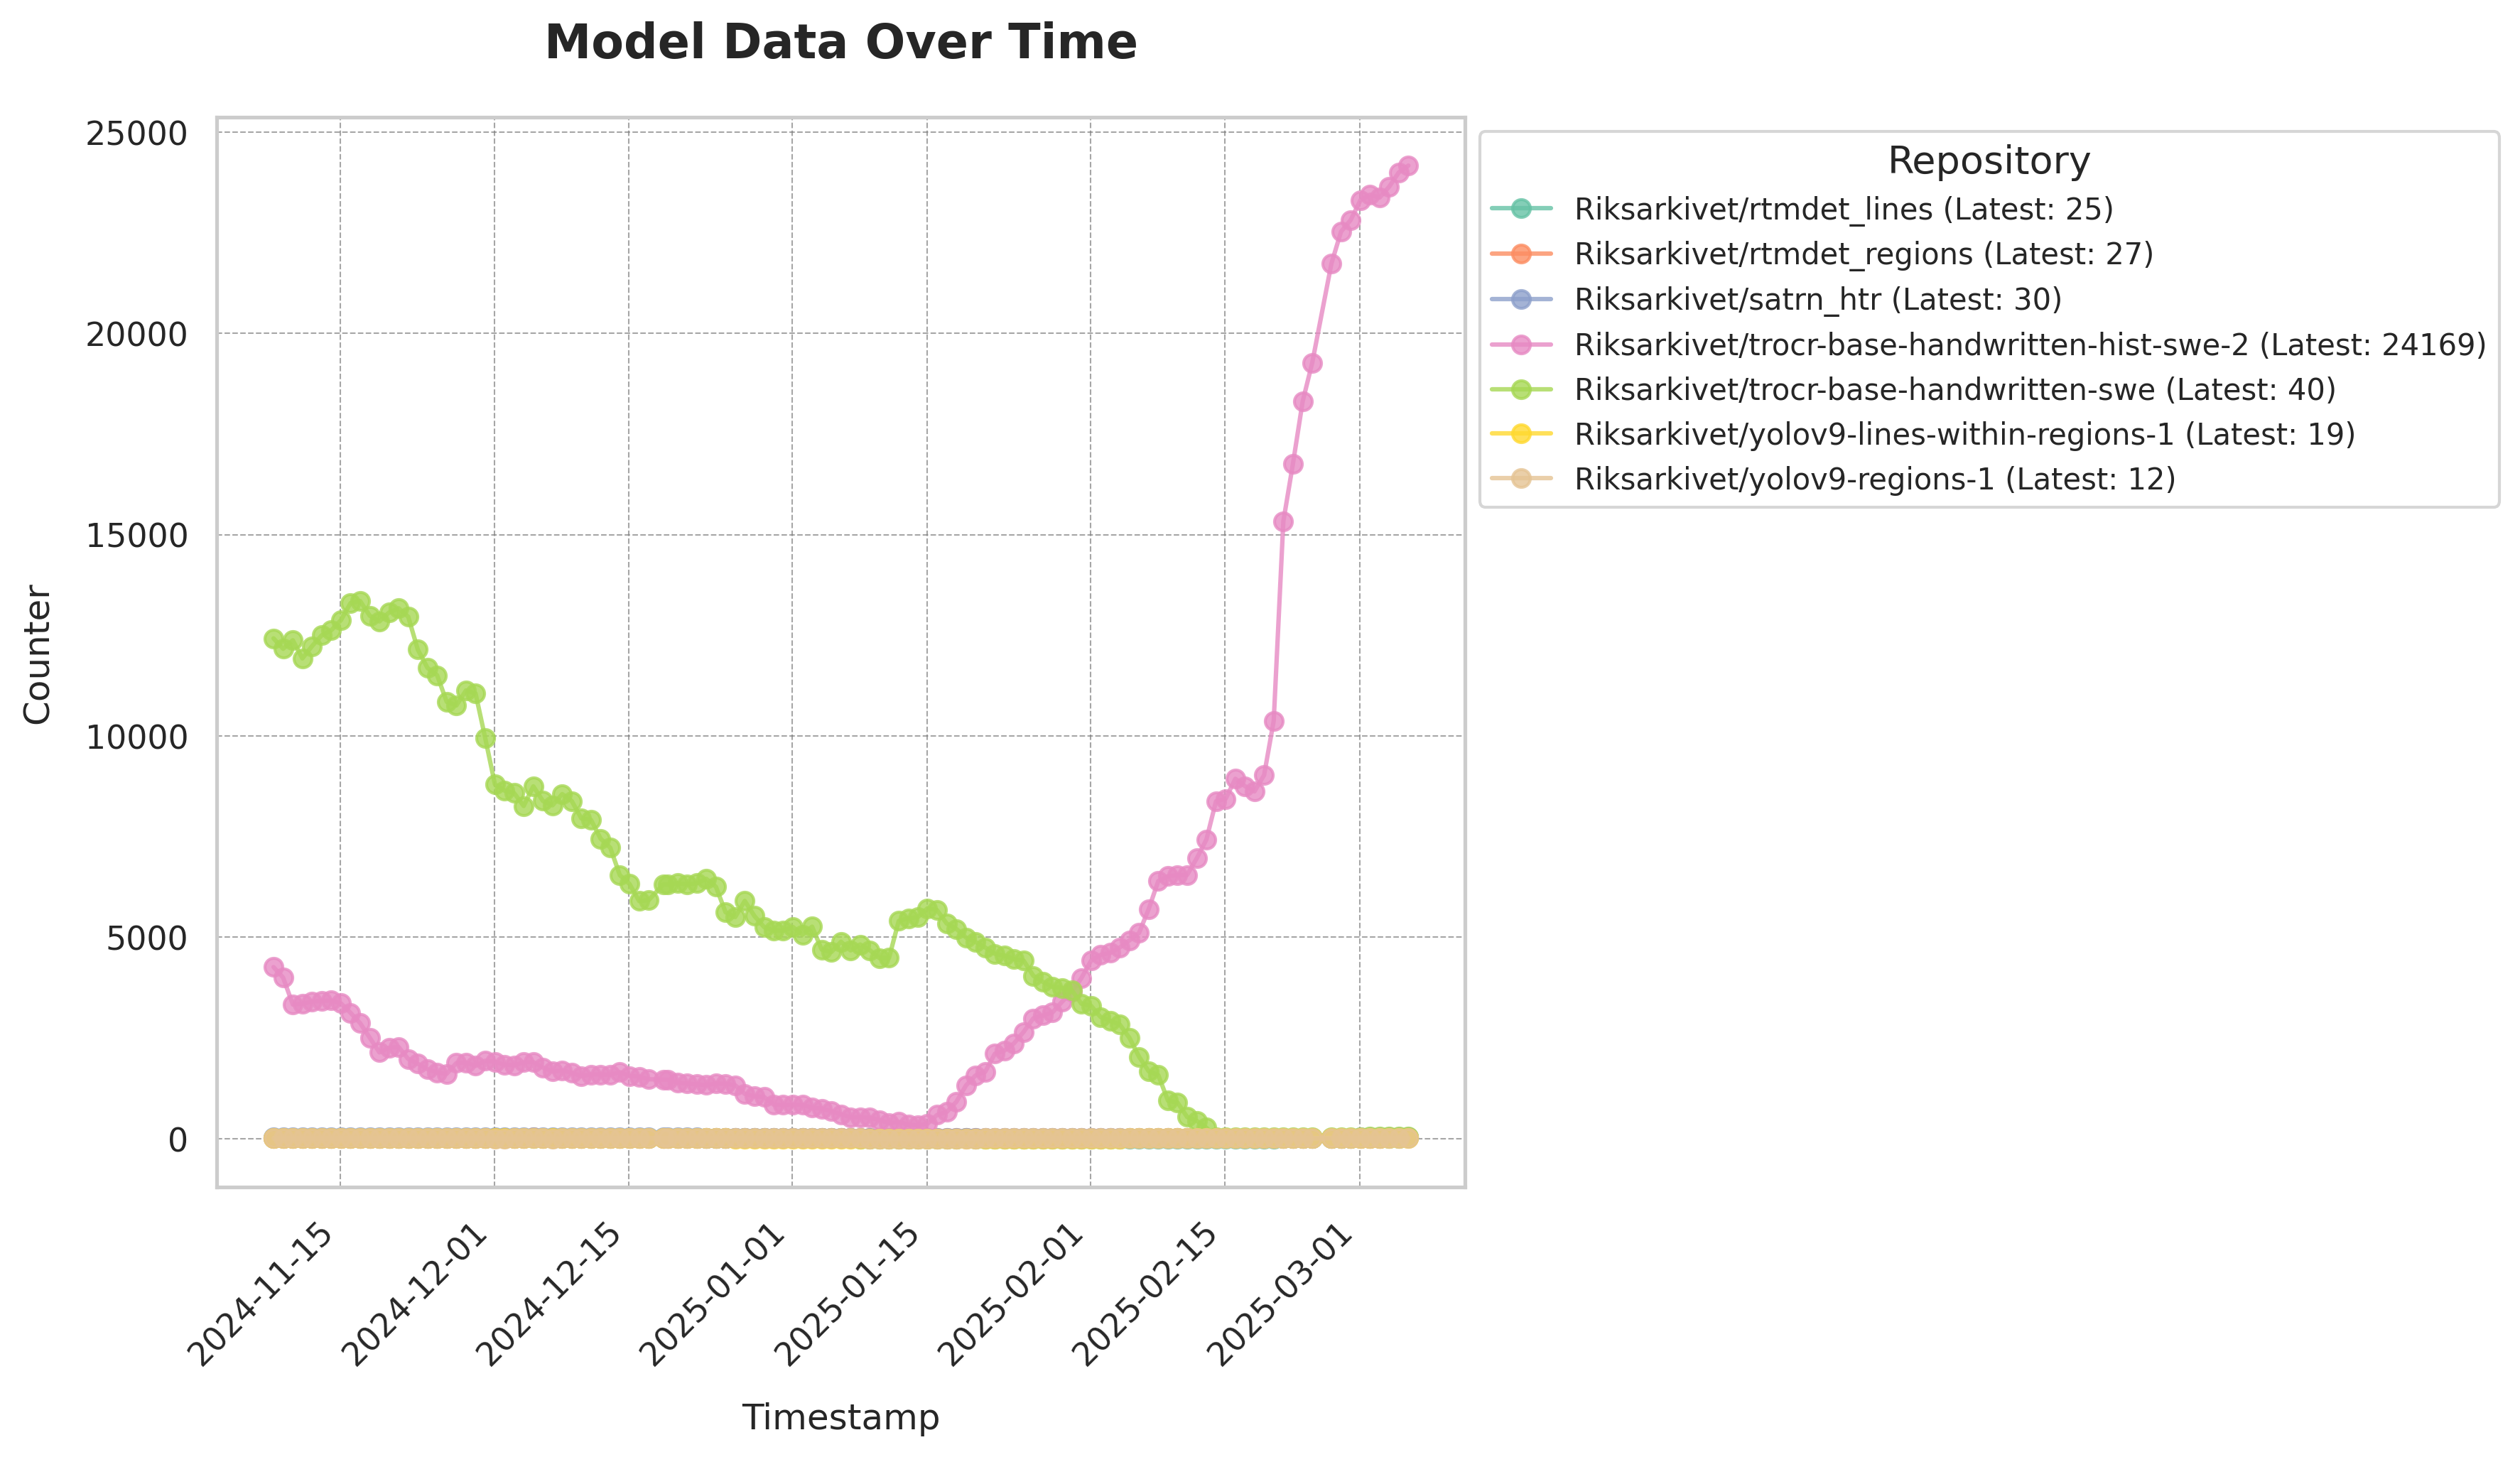 Model Data Over Time
25000
20000
15000
10000
5000
0
Counter
2024-11-15
2024-12-01
2024-12-15
2025-01-01
2025-01-15
2025-02-01
2025-02-15
2025-03-01
Timestamp
Repository
Riksarkivet/rtmdet_lines (Latest: 25)
Riksarkivet/rtmdet_regions (Latest: 27)
Riksarkivet/satrn_htr (Latest: 30)
Riksarkivet/trocr-base-handwritten-hist-swe-2 (Latest: 24169)
Riksarkivet/trocr-base-handwritten-swe (Latest: 40)
Riksarkivet/yolov9-lines-within-regions-1 (Latest: 19)
Riksarkivet/yolov9-regions-1 (Latest: 12)